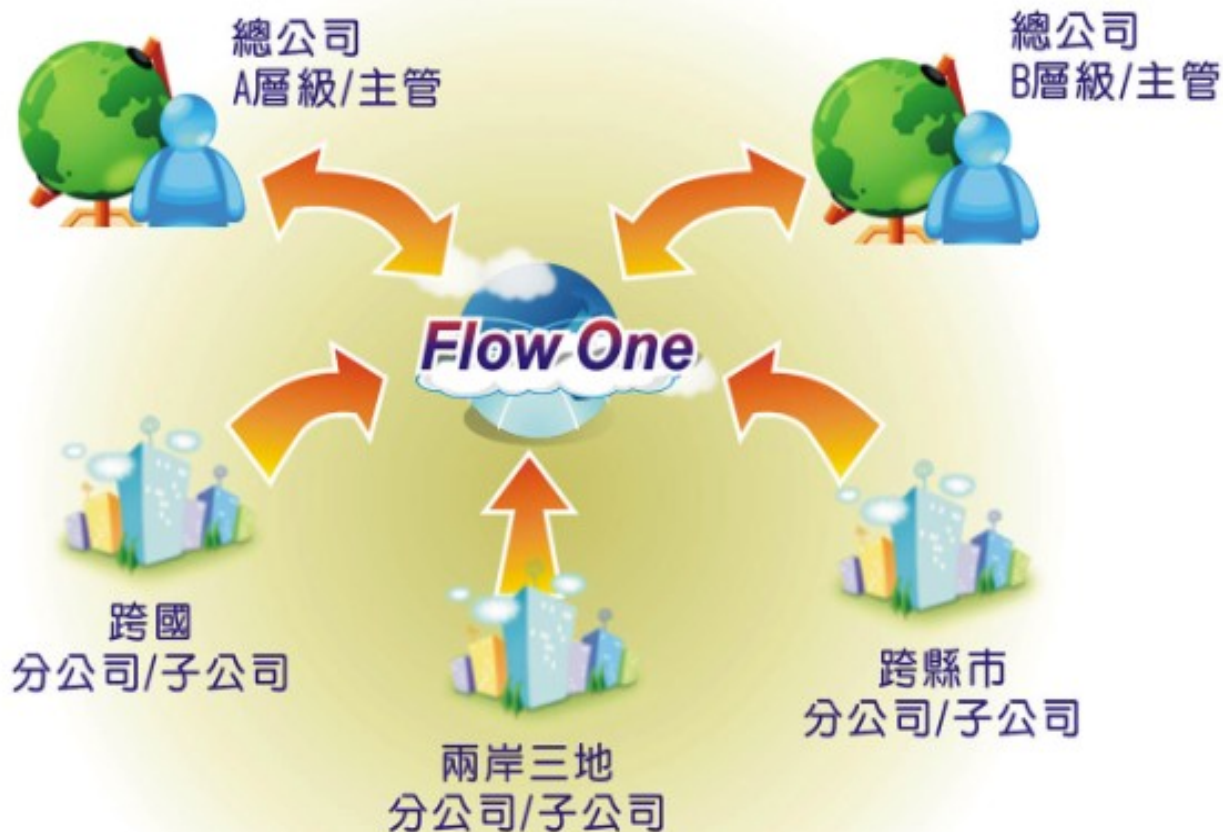 總公司
A層級/主管
總公司
B層級/主管
Flow One
跨國
分公司/子公司
兩岸三地
分公司/子公司
跨縣市
分公司/子公司